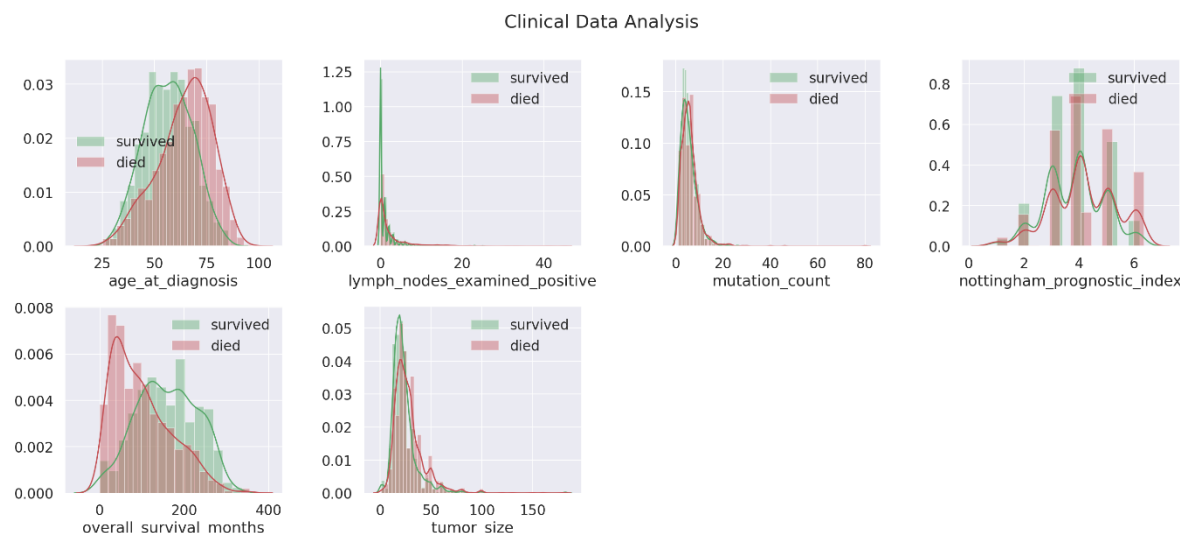 Clinical Data Analysis
0.03
0.02
0.01
0.00
survived
died
25
50
75
100
age_at_diagnosis
1.25
1.00
0.75
0.50
0.25
0.00
survived
died
0
20
40
lymph_nodes_examined_positive
0.15
0.10
0.05
0.00
survived
died
0
20
40
60
80
mutation_count
0.8
0.6
0.4
0.2
0.0
survived
died
2
4
6
nottingham_prognostic_index
0.008
0.006
0.004
0.002
0.000
survived
died
0
200
400
overall_survival_months
0.05
0.04
0.03
0.02
0.01
0.00
survived
died
0
50
100
150
tumor_size